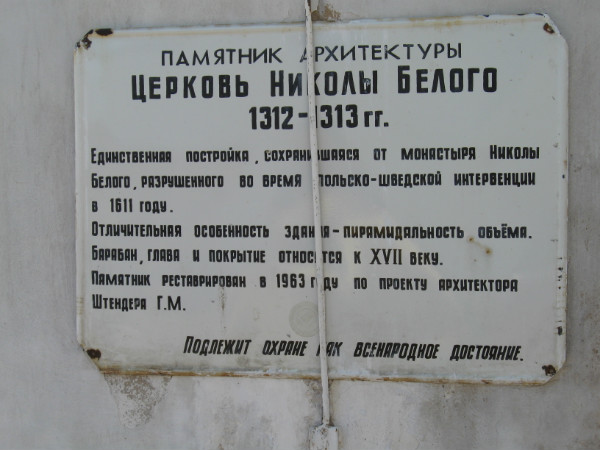 ПАМЯТНИК АРХИТЕКТУРЫ
ЦЕРКОВЬ НИКОЛЫ БЕЛОГО
1312-1313 гг.
ЕДИНСТВЕННАЯ ПОСТРОЙКА, СОХРАНИВШАЯСЯ ОТ МОНАСТЫРЯ НИКОЛЫ
БЕЛОГО, РАЗРУШЕННОГО ВО ВРЕМЯ ПОЛЬСКО-ШВЕДСКОЙ ИНТЕРВЕНЦИИ
В 1611 ГОДУ.
ОТЛИЧИТЕЛЬНАЯ ОСОБЕННОСТЬ ЗДАНИЯ-ПИРАМИДАЛЬНОСТЬ ОБЪЁМА.
БАРАБАН, ГЛАВА И ПОКРЫТИЕ ОТНОСЯТСЯ К XVII ВЕКУ.
ПАМЯТНИК РЕСТАВРИРОВАН В 1963 ГОДУ ПО ПРОЕКТУ АРХИТЕКТОРА
ШТЕНДЕРА Г.М.
ПОДЛЕЖИТ ОХРАНЕ КАК ВСЕНАРОДНОЕ ДОСТОЯНИЕ.